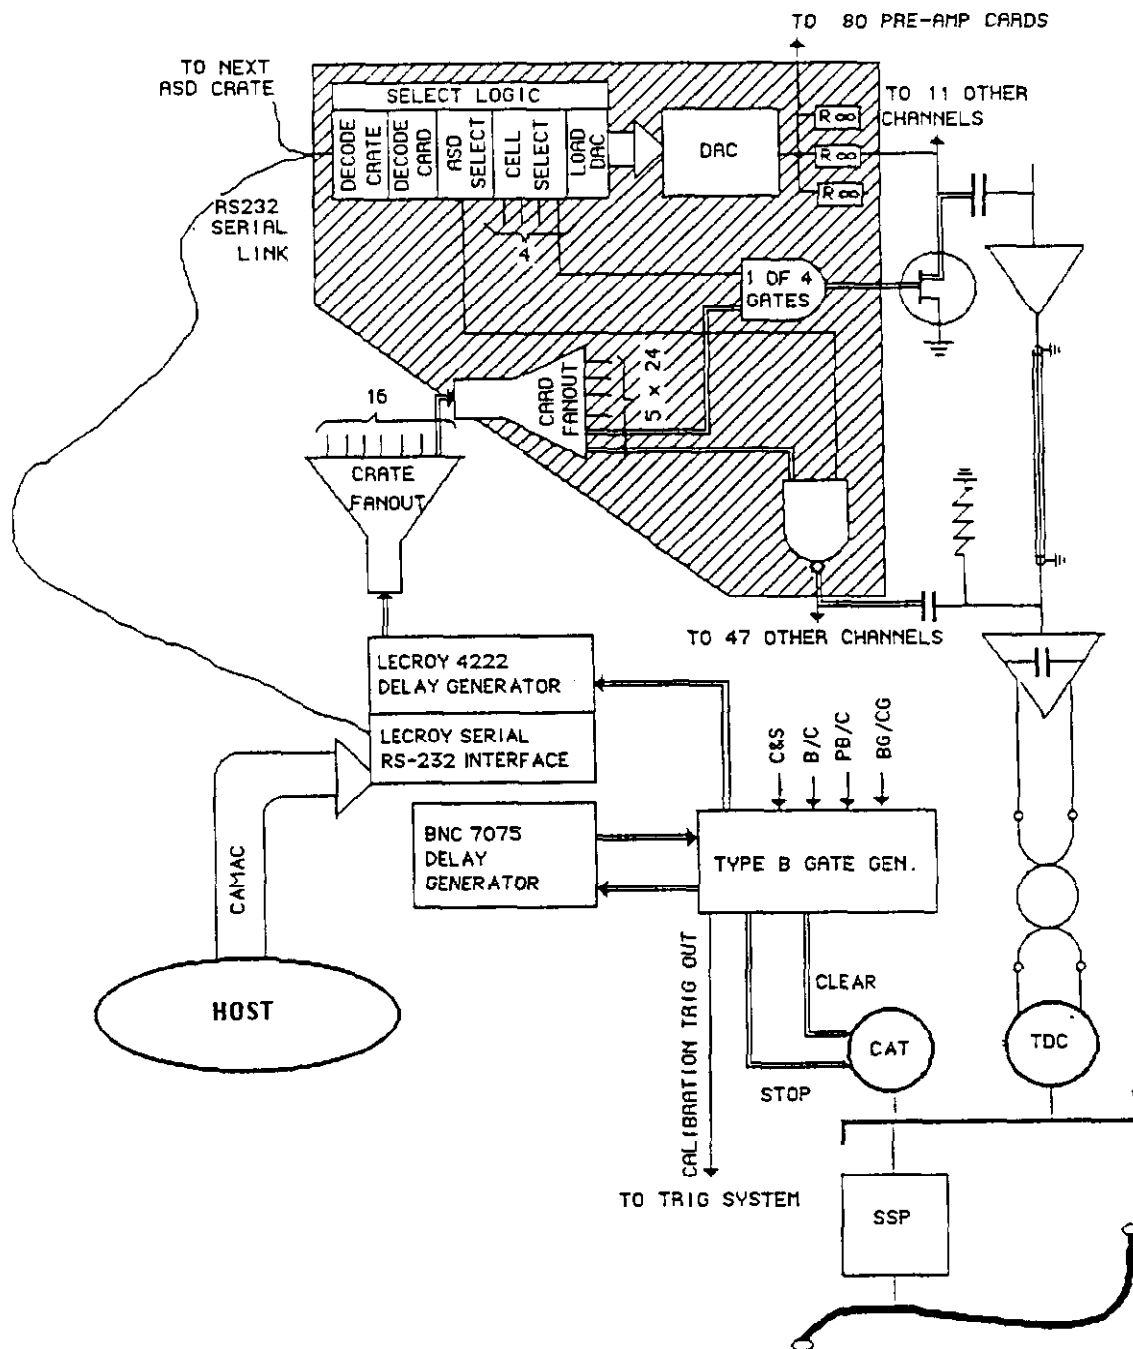 TO 80 PRE-AMP CARDS
TO NEXT
ASD CRATE
SELECT LOGIC
DECODE
CRATE
DECODE
CARD
ASD
SELECT
CELL
SELECT
LOAD
DAC
DAC
R ∞
R ∞
R ∞
TO 11 OTHER
CHANNELS
RS232
SERIAL
LINK
4
1 OF 4
GATES
16
CARD
FANOUT
5 x 24
CRATE
FANOUT
TO 47 OTHER CHANNELS
LECROY 4222
DELAY GENERATOR
LECROY SERIAL
RS-232 INTERFACE
C&S
B/C
PB/C
BG/CG
BNC 7075
DELAY
GENERATOR
TYPE B GATE GEN.
CAMAC
HOST
CALIBRATION TRIG OUT
CLEAR
CAT
STOP
TDC
TO TRIG SYSTEM
SSP